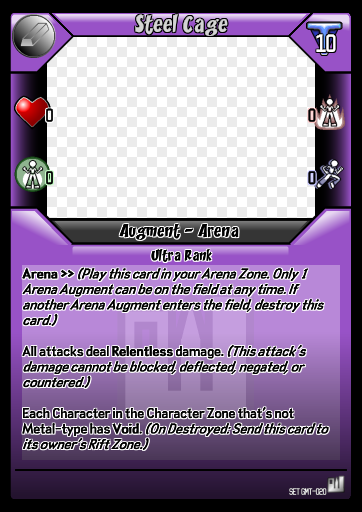 Steel Cage
10
0
0
0
0
Augment - Arena
Ultra Rank
Arena >> (Play this card in your Arena Zone. Only 1
Arena Augment can be on the field at any time. If
another Arena Augment enters the field, destroy this
card.)
All attacks deal Relentless damage. (This attack's
damage cannot be blocked, deflected, negated, or
countered.)
Each Character in the Character Zone that's not
Metal-type has Void. (On Destroyed: Send this card to
its owner's Rift Zone.)
SET GMT-020